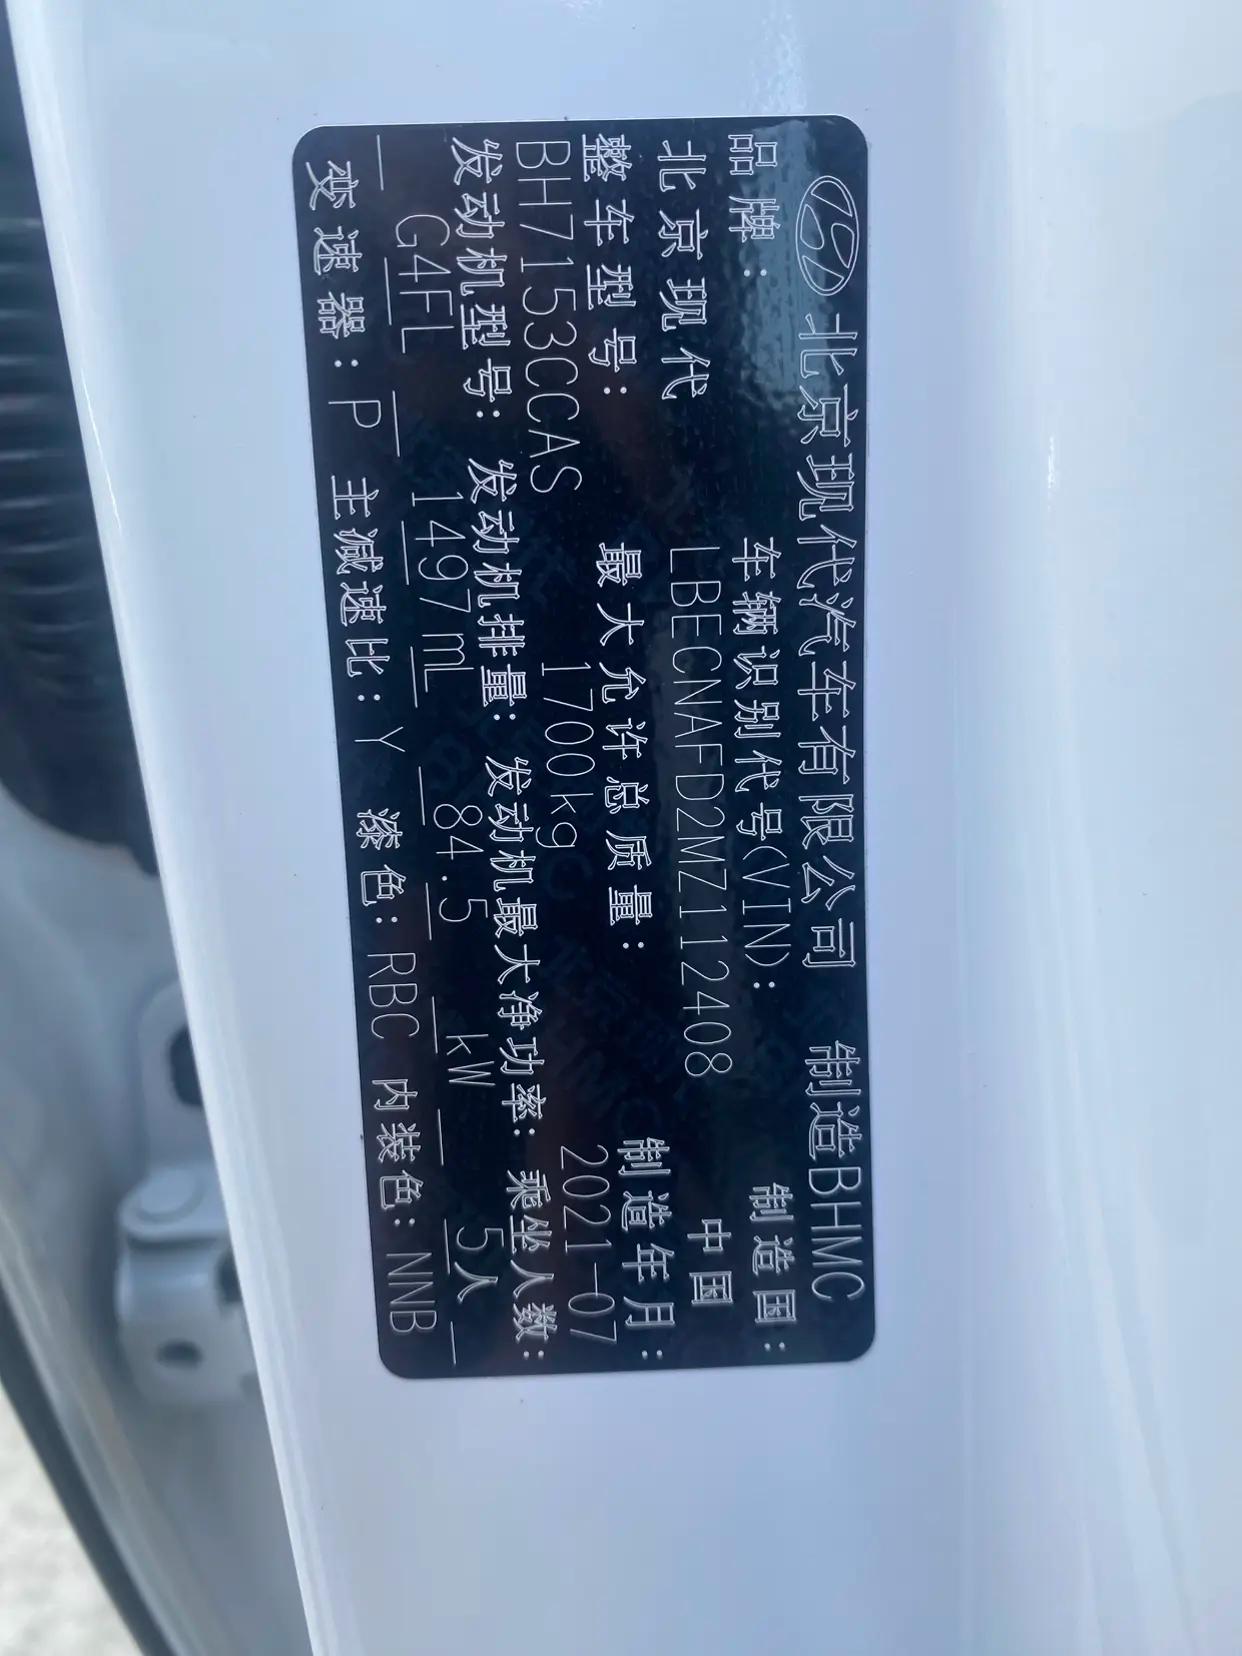 北京现代汽车有限公司 制造BHMC
品牌: 车辆识别代号(VIN): 制造国:
北京现代 LBECNAFD2MZ112408 中国
整车型号: 最大允许总质量: 制造年月:
BH7153CCAS 1700kg 2021-07
发动机型号: 发动机排量: 发动机最大净功率: 乘坐人数:
G4FL 1497mL 84.5 kW 5人
变速器: P 主减速比: Y 漆色: RBC 内装色: NNB